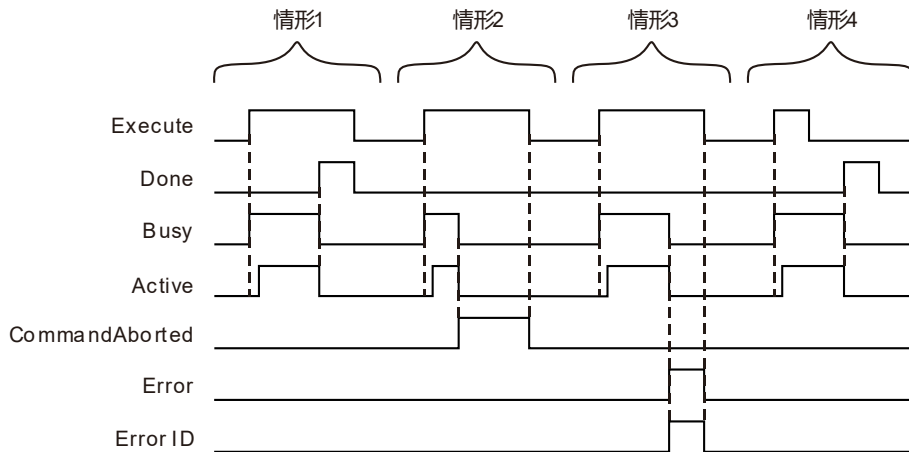 情形1 情形2 情形3 情形4
Execute
Done
Busy
Active
CommandAborted
Error
Error ID